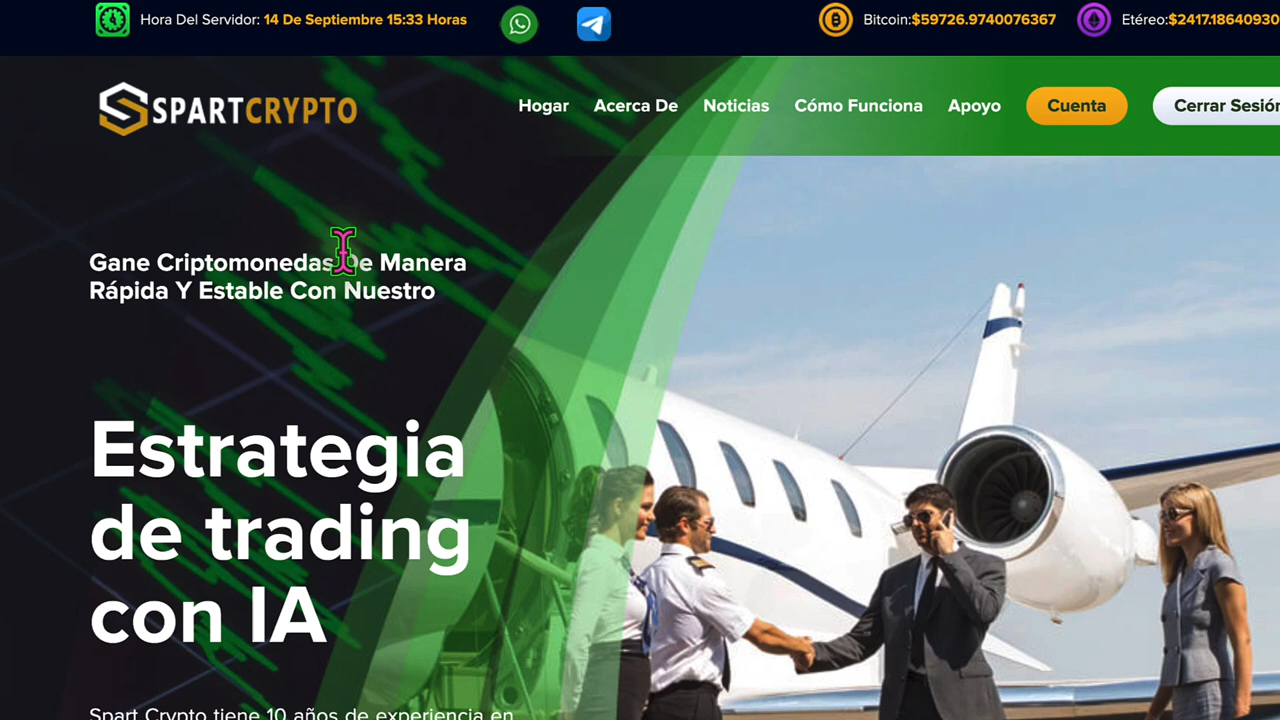 Hora Del Servidor: 14 De Septiembre 15:33 Horas
Bitcoin:$59726.9740076367
Etéreo:$2417.18640930
SPARTCRYPTO
Hogar
Acerca De
Noticias
Cómo Funciona
Apoyo
Cuenta
Cerrar Sesión
Gane Criptomonedas De Manera
Rápida Y Estable Con Nuestro
Estrategia
de trading
con IA
Spart Crypto tiene 10 años de experiencia en